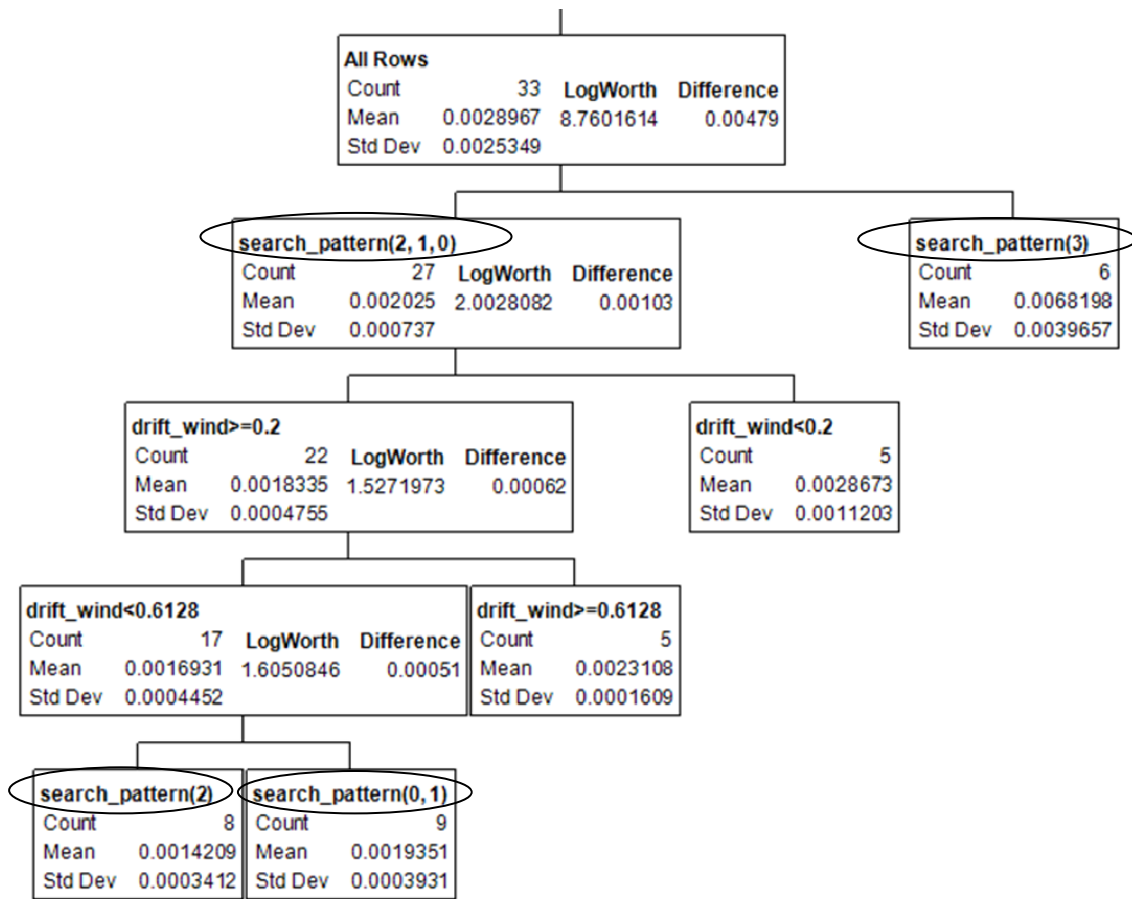 All Rows
Count 33 LogWorth Difference
Mean 0.0028967 8.7601614 0.00479
Std Dev 0.0025349
search_pattern(2, 1, 0)
Count 27 LogWorth Difference
Mean 0.002025 2.0028082 0.00103
Std Dev 0.000737
search_pattern(3)
Count 6
Mean 0.0068198
Std Dev 0.0039657
drift_wind>=0.2
Count 22 LogWorth Difference
Mean 0.0018335 1.5271973 0.00062
Std Dev 0.0004755
drift_wind<0.2
Count 5
Mean 0.0028673
Std Dev 0.0011203
drift_wind<0.6128
Count 17 LogWorth Difference
Mean 0.0016931 1.6050846 0.00051
Std Dev 0.0004452
drift_wind>=0.6128
Count 5
Mean 0.0023108
Std Dev 0.0001609
search_pattern(2)
Count 8
Mean 0.0014209
Std Dev 0.0003412
search_pattern(0, 1)
Count 9
Mean 0.0019351
Std Dev 0.0003931